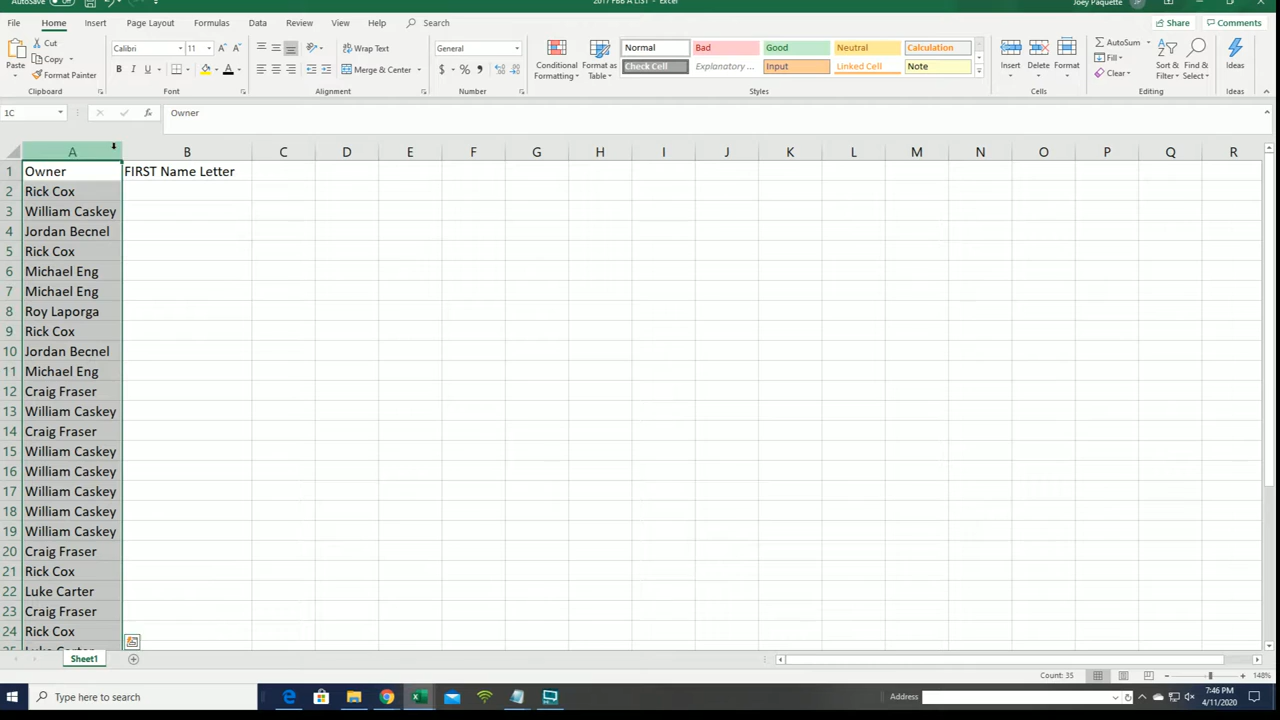 AutoSave Off
2017 FBB A LIST - Excel
Joey Paquette JP
File Home Insert Page Layout Formulas Data Review View Help Search
Share Comments
Cut Copy Format Painter Paste Clipboard
Calibri 11 B I U Font
Wrap Text Merge & Center Alignment
General $ % Number
Conditional Formatting Format as Table
Normal Bad Good Neutral Calculation
Check Cell Explanatory ... Input Linked Cell Note
Styles
Insert Delete Format Cells
AutoSum Fill Clear Sort & Filter Find & Select Editing
Ideas Ideas
1C fx Owner
A B C D E F G H I J K L M N O P Q R
1 Owner FIRST Name Letter
2 Rick Cox
3 William Caskey
4 Jordan Becnel
5 Rick Cox
6 Michael Eng
7 Michael Eng
8 Roy Laporga
9 Rick Cox
10 Jordan Becnel
11 Michael Eng
12 Craig Fraser
13 William Caskey
14 Craig Fraser
15 William Caskey
16 William Caskey
17 William Caskey
18 William Caskey
19 William Caskey
20 Craig Fraser
21 Rick Cox
22 Luke Carter
23 Craig Fraser
24 Rick Cox
25 Luke Carter
Sheet1
Count: 35 148%
Type here to search
Address
7:46 PM
4/11/2020